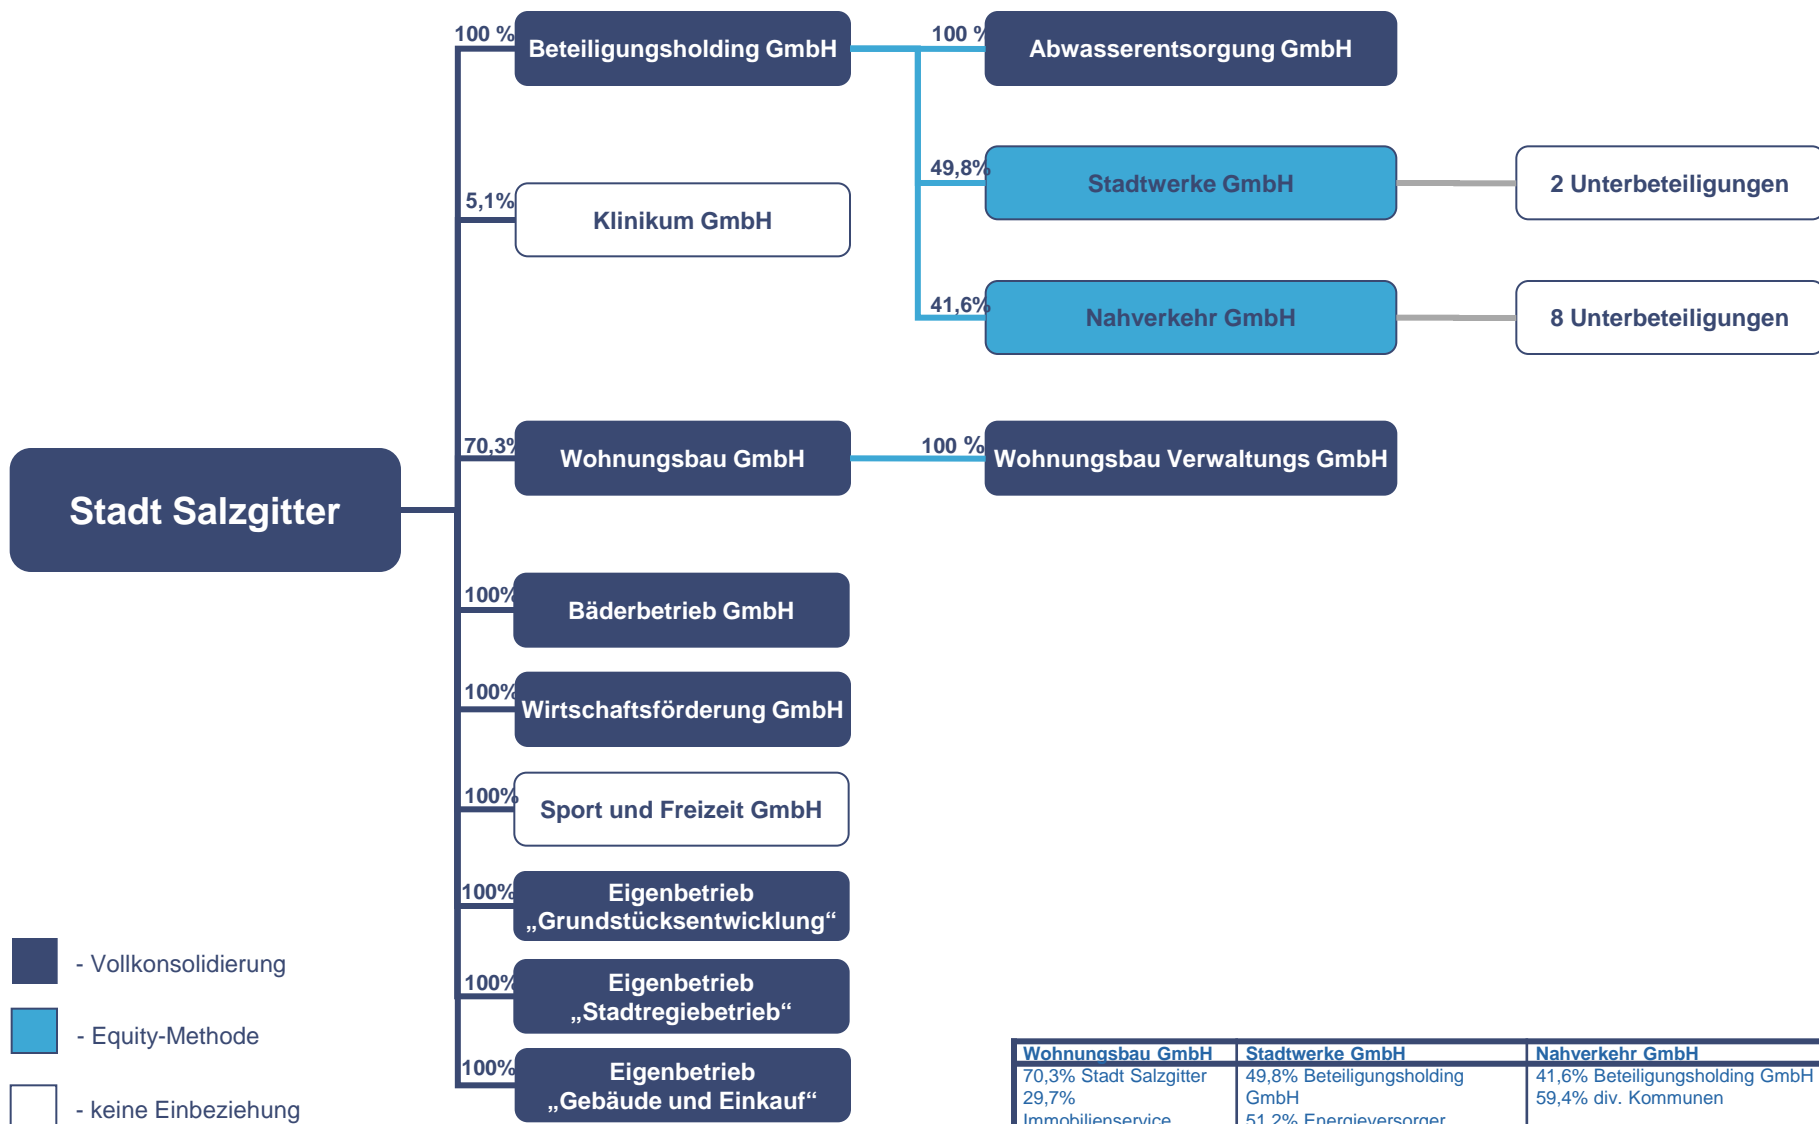 100 %
Beteiligungsholding GmbH
100 %
Abwasserentsorgung GmbH
49,8%
Stadtwerke GmbH
2 Unterbeteiligungen
5,1%
Klinikum GmbH
41,6%
Nahverkehr GmbH
8 Unterbeteiligungen
70,3%
Wohnungsbau GmbH
100 %
Wohnungsbau Verwaltungs GmbH
Stadt Salzgitter
100%
Bäderbetrieb GmbH
100%
Wirtschaftsförderung GmbH
100%
Sport und Freizeit GmbH
100%
Eigenbetrieb
„Grundstücksentwicklung“
100%
Eigenbetrieb
„Stadtregiebetrieb“
100%
Eigenbetrieb
„Gebäude und Einkauf“
- Vollkonsolidierung
- Equity-Methode
- keine Einbeziehung
Wohnungsbau GmbH
70,3% Stadt Salzgitter
29,7%
Immobilienservice
Stadtwerke GmbH
49,8% Beteiligungsholding
GmbH
51,2% Energieversorger
Nahverkehr GmbH
41,6% Beteiligungsholding GmbH
59,4% div. Kommunen